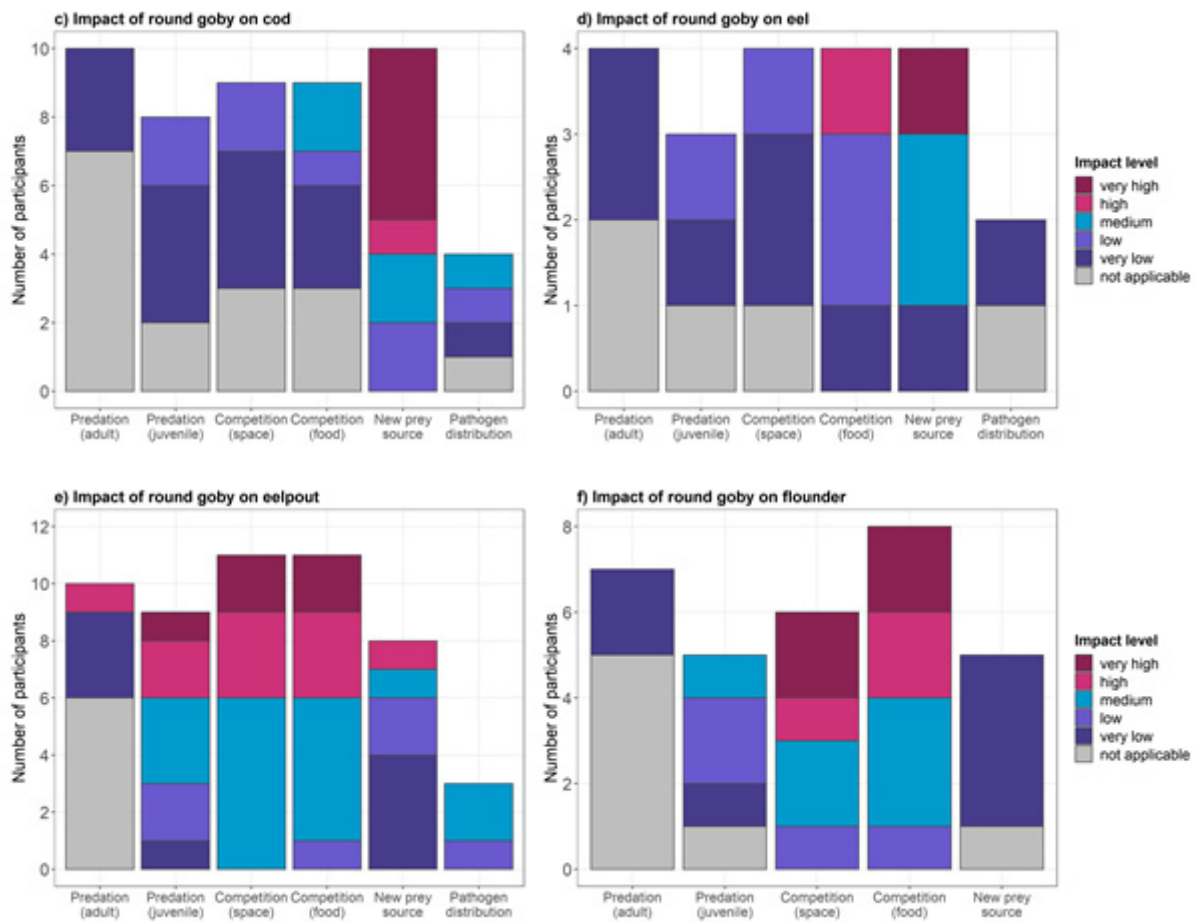 c) Impact of round goby on cod
Number of participants
10
8
6
4
2
0
Predation
(adult)
Predation
(juvenile)
Competition
(space)
Competition
(food)
New prey
source
Pathogen
distribution
d) Impact of round goby on eel
Number of participants
4
3
2
1
0
Predation
(adult)
Predation
(juvenile)
Competition
(space)
Competition
(food)
New prey
source
Pathogen
distribution
Impact level
very high
high
medium
low
very low
not applicable
e) Impact of round goby on eelpout
Number of participants
12
10
8
6
4
2
0
Predation
(adult)
Predation
(juvenile)
Competition
(space)
Competition
(food)
New prey
source
Pathogen
distribution
f) Impact of round goby on flounder
Number of participants
8
6
4
2
0
Predation
(adult)
Predation
(juvenile)
Competition
(space)
Competition
(food)
New prey
source
Impact level
very high
high
medium
low
very low
not applicable